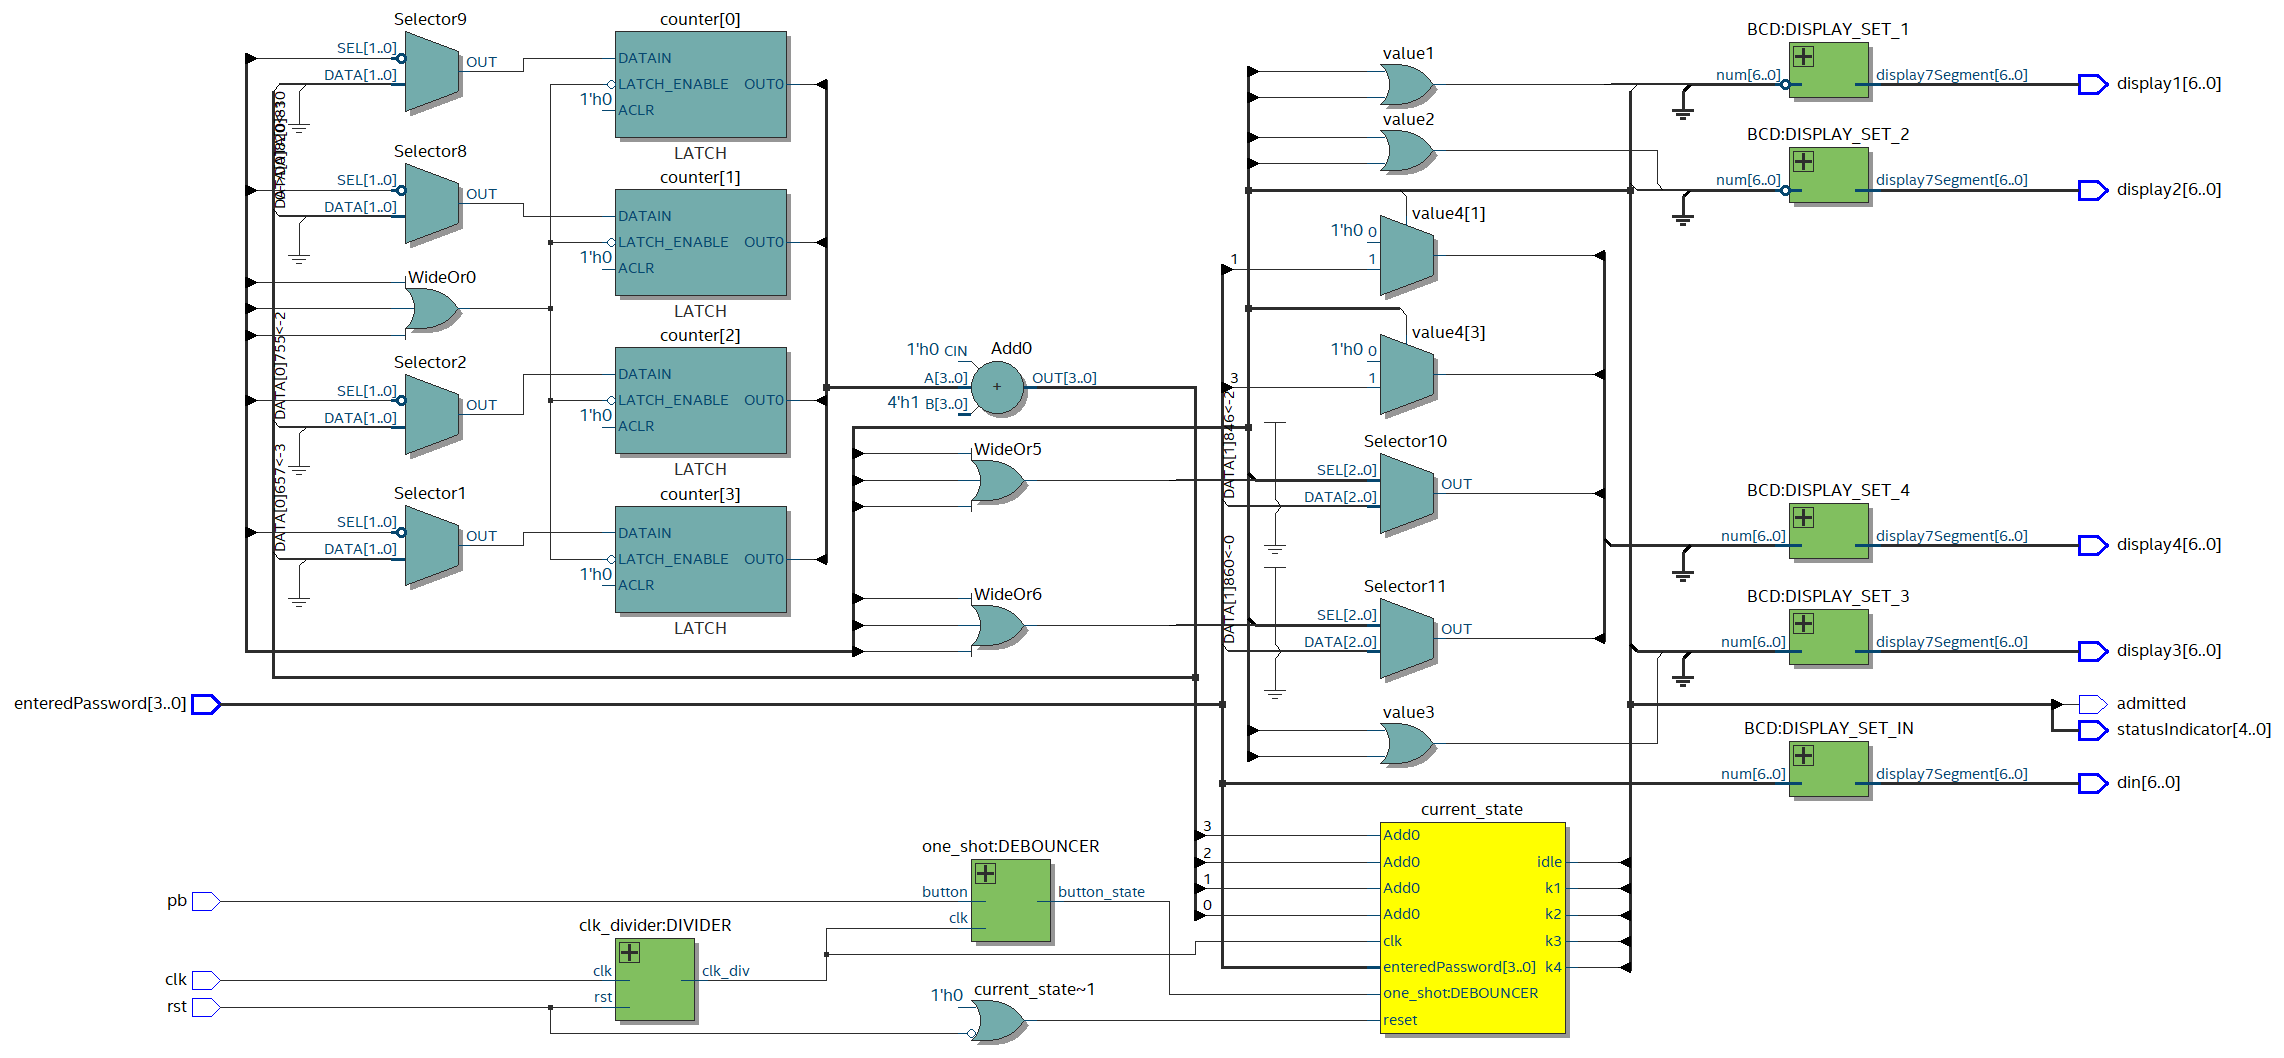 Selector9
SEL[1..0]
DATA[1..0]
OUT
counter[0]
DATAIN
LATCH_ENABLE
OUT0
1'h0
ACLR
LATCH
Selector8
SEL[1..0]
DATA[1..0]
OUT
counter[1]
DATAIN
LATCH_ENABLE
OUT0
1'h0
ACLR
LATCH
WideOr0
DATA[0]755<-2
Selector2
SEL[1..0]
DATA[1..0]
OUT
counter[2]
DATAIN
LATCH_ENABLE
OUT0
1'h0
ACLR
LATCH
DATA[0]657<-3
Selector1
SEL[1..0]
DATA[1..0]
OUT
counter[3]
DATAIN
LATCH_ENABLE
OUT0
1'h0
ACLR
LATCH
Add0
1'h0 CIN
A[3..0]
+
OUT[3..0]
4'h1 B[3..0]
WideOr5
WideOr6
value1
value2
value4[1]
1'h0 0
1
1
value4[3]
1'h0 0
3
1
DATA[1]846<-2
Selector10
SEL[2..0]
DATA[2..0]
OUT
DATA[1]860<-0
Selector11
SEL[2..0]
DATA[2..0]
OUT
value3
BCD:DISPLAY_SET_1
num[6..0]
display7Segment[6..0]
display1[6..0]
BCD:DISPLAY_SET_2
num[6..0]
display7Segment[6..0]
display2[6..0]
BCD:DISPLAY_SET_4
num[6..0]
display7Segment[6..0]
display4[6..0]
BCD:DISPLAY_SET_3
num[6..0]
display7Segment[6..0]
display3[6..0]
admitted
statusIndicator[4..0]
BCD:DISPLAY_SET_IN
num[6..0]
display7Segment[6..0]
din[6..0]
enteredPassword[3..0]
pb
clk
rst
clk_divider:DIVIDER
clk
rst
clk_div
one_shot:DEBOUNCER
button
clk
button_state
1'h0
current_state~1
current_state
3
Add0
2
Add0
idle
1
Add0
k1
0
Add0
k2
clk
k3
enteredPassword[3..0]
k4
one_shot:DEBOUNCER
reset